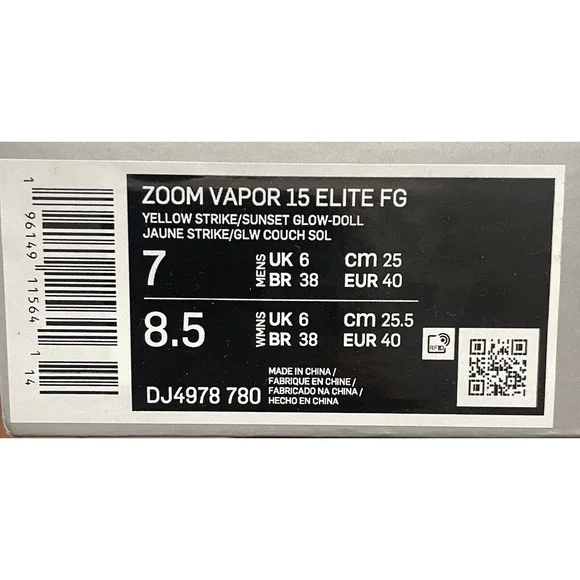 ZOOM VAPOR 15 ELITE FG
YELLOW STRIKE/SUNSET GLOW-DOLL
JAUNE STRIKE/GLW COUCH SOL
7 MENS UK 6 cm 25
BR 38 EUR 40
8.5 WMNS UK 6 cm 25.5
BR 38 EUR 40
RFID
DJ4978 780
MADE IN CHINA/
FABRIQUE EN CHINE /
FABRICADO NA CHINA /
HECHO EN CHINA
1 96149 11564 1 14